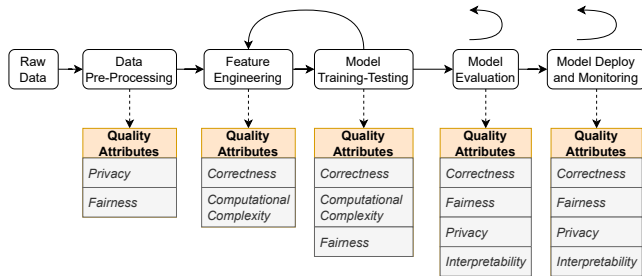 Raw
Data
Data
Pre-Processing
Feature
Engineering
Model
Training-Testing
Model
Evaluation
Model Deploy
and Monitoring
Quality
Attributes
Privacy
Fairness
Quality
Attributes
Correctness
Computational
Complexity
Quality
Attributes
Correctness
Computational
Complexity
Fairness
Quality
Attributes
Correctness
Fairness
Privacy
Interpretability
Quality
Attributes
Correctness
Fairness
Privacy
Interpretability